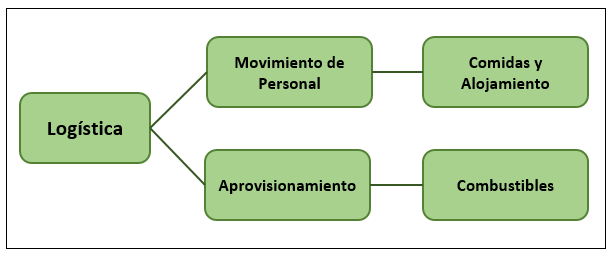 Logística
Movimiento de
Personal
Comidas y
Alojamiento
Aprovisionamiento
Combustibles